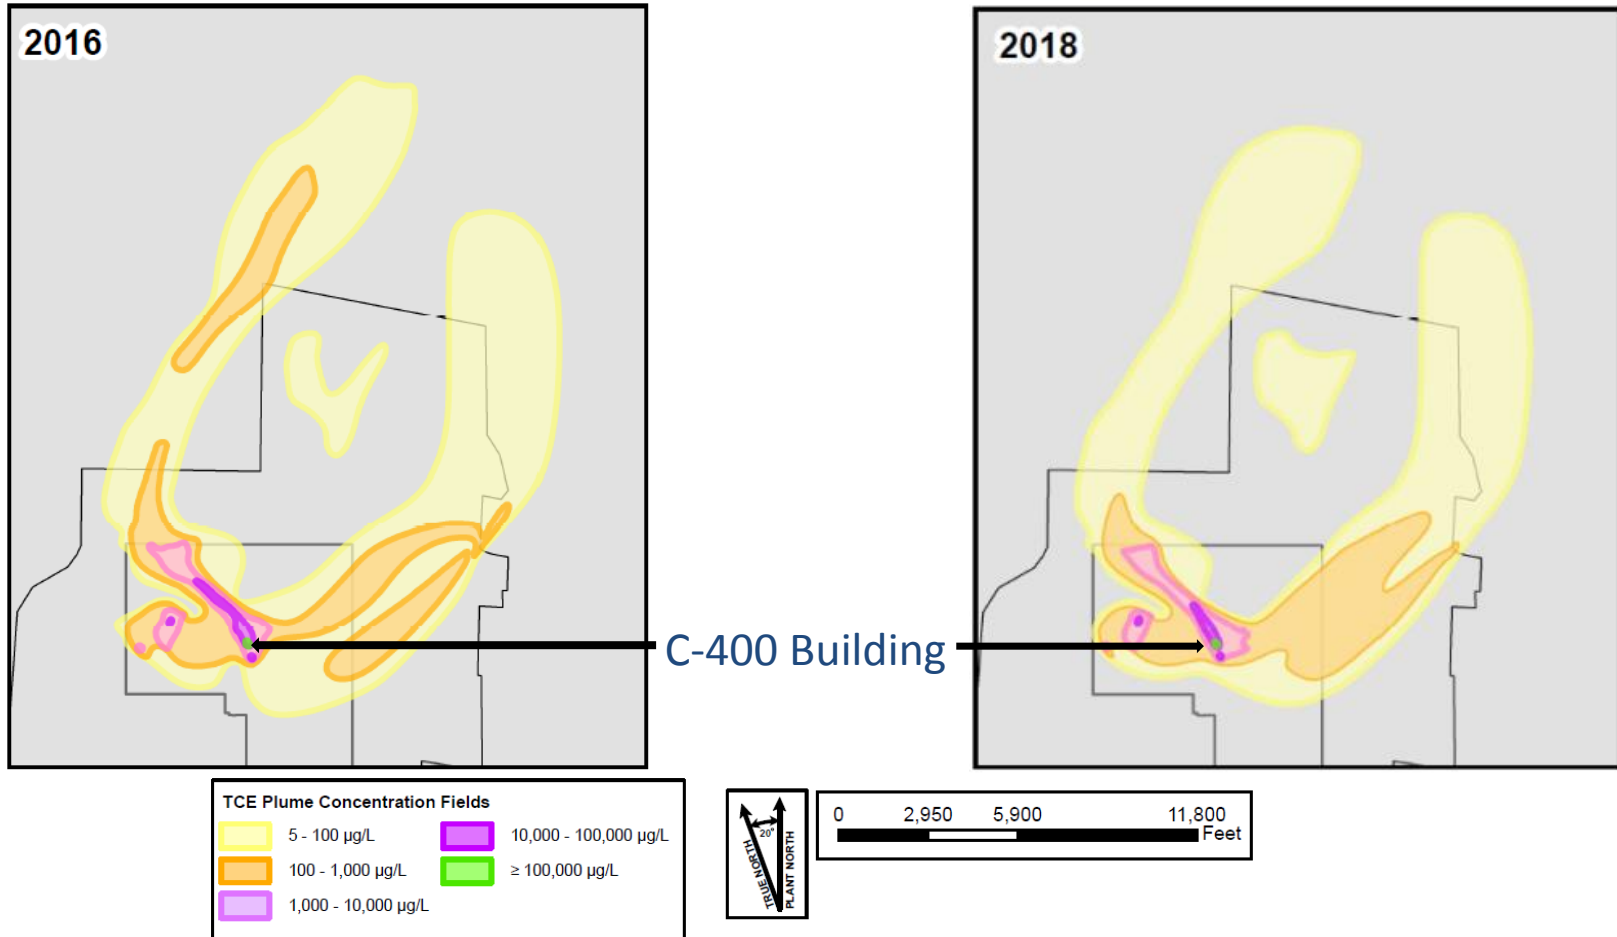 2016
2018
C-400 Building
TCE Plume Concentration Fields
5 - 100 µg/L
10,000 - 100,000 µg/L
100 - 1,000 µg/L
≥ 100,000 µg/L
1,000 - 10,000 µg/L
20°
TRUE NORTH
PLANT NORTH
0 2,950 5,900 11,800
Feet